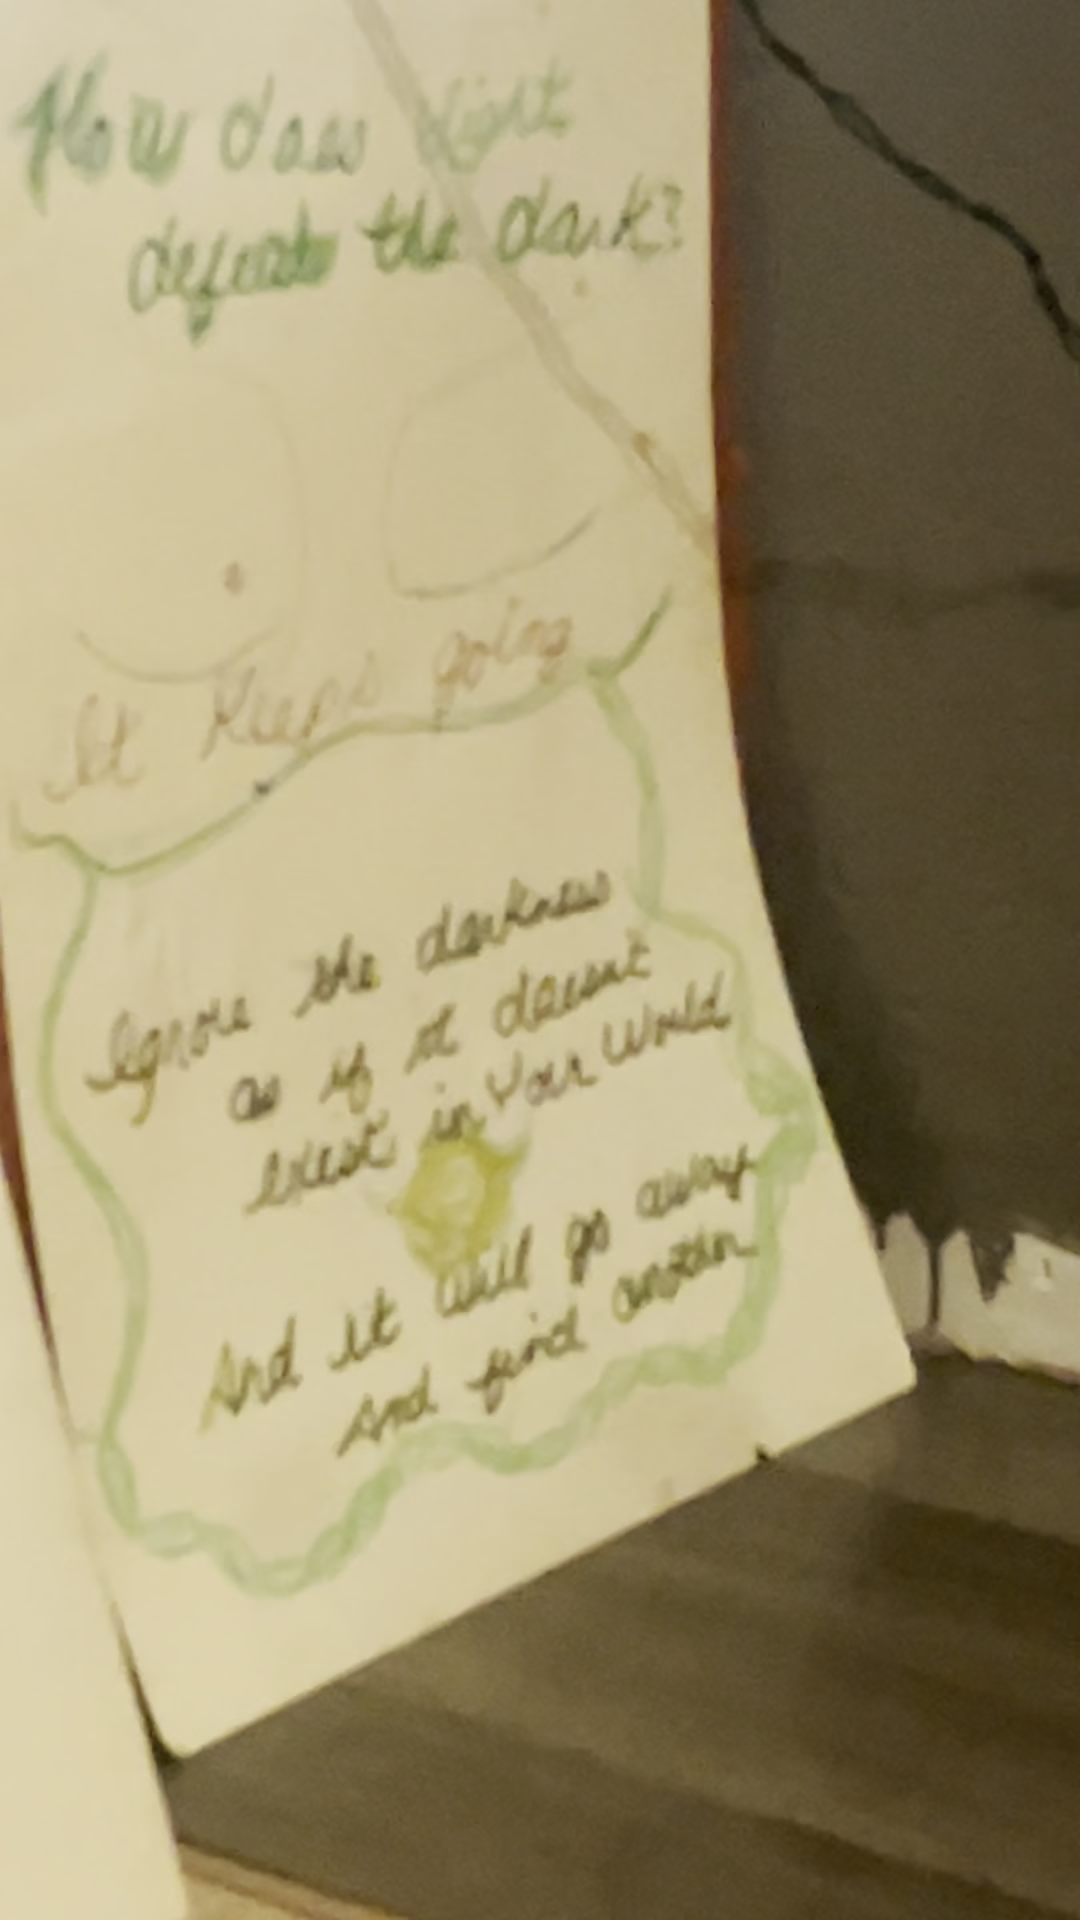 How does light
defeat the dark?
It keeps going
Ignore the darkness
as if it doesnt
exist in Your World
And it will go away
And find another